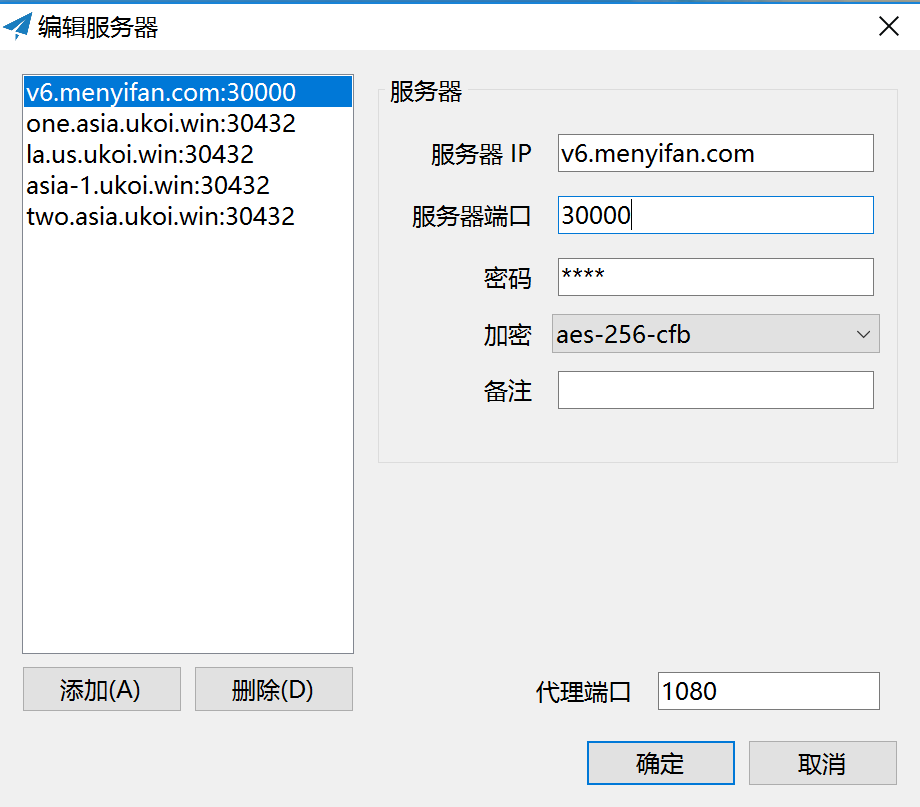 编辑服务器
v6.menyifan.com:30000
one.asia.ukoi.win:30432
la.us.ukoi.win:30432
asia-1.ukoi.win:30432
two.asia.ukoi.win:30432
添加(A)
删除(D)
服务器
服务器 IP
v6.menyifan.com
服务器端口
30000
密码
****
加密
aes-256-cfb
备注
代理端口
1080
确定
取消